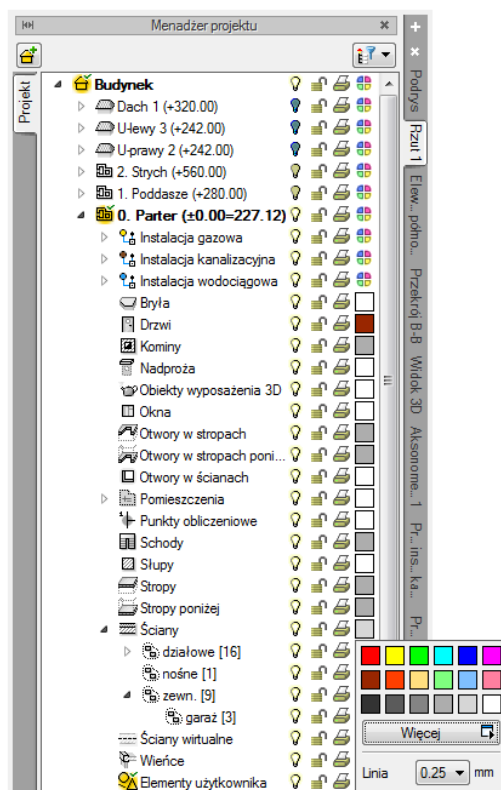 Menadżer projektu
Projekt
Budynek
Dach 1 (+320.00)
U-lewy 3 (+242.00)
U-prawy 2 (+242.00)
2. Strych (+560.00)
1. Poddasze (+280.00)
0. Parter (±0.00=227.12)
Instalacja gazowa
Instalacja kanalizacyjna
Instalacja wodociągowa
Bryła
Drzwi
Kominy
Nadproża
Obiekty wyposażenia 3D
Okna
Otwory w stropach
Otwory w stropach poni...
Otwory w ścianach
Pomieszczenia
Punkty obliczeniowe
Schody
Słupy
Stropy
Stropy poniżej
Ściany
działowe [16]
nośne [1]
zewn. [9]
garaż [3]
Ściany wirtualne
Wieńce
Elementy użytkownika
Podrys
Rzut 1
Elew... półno...
Przekrój B-B
Widok 3D
Aksonome... 1
Pr... ins... ka...
Pr...
Więcej
Linia 0.25 mm